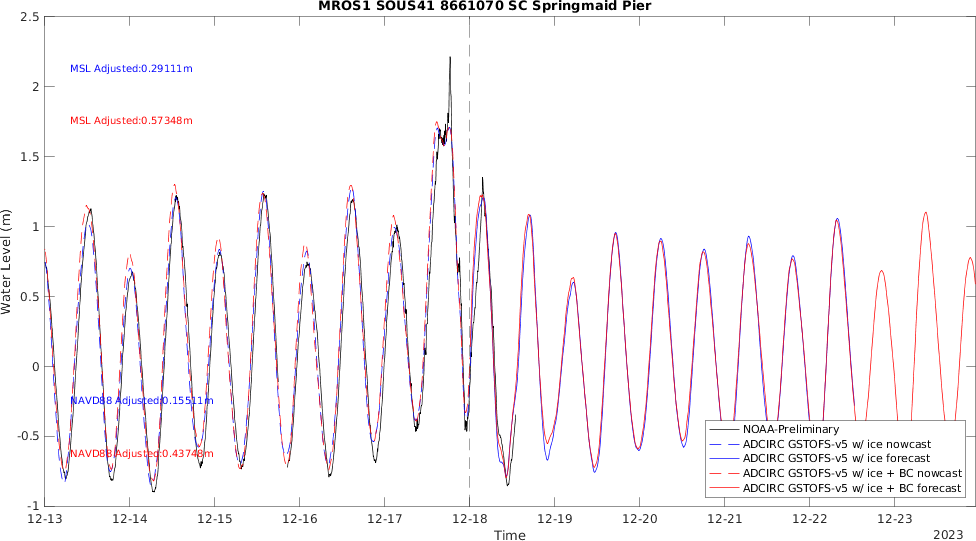 MROS1 SOUS41 8661070 SC Springmaid Pier
2.5
2
1.5
1
0.5
0
-0.5
-1
Water Level (m)
MSL Adjusted:0.29111m
MSL Adjusted:0.57348m
NAVD88 Adjusted:0.15511m
NAVD88 Adjusted:0.43748m
NOAA-Preliminary
ADCIRC GSTOFS-v5 w/ ice nowcast
ADCIRC GSTOFS-v5 w/ ice forecast
ADCIRC GSTOFS-v5 w/ ice + BC nowcast
ADCIRC GSTOFS-v5 w/ ice + BC forecast
12-13 12-14 12-15 12-16 12-17 12-18 12-19 12-20 12-21 12-22 12-23
Time
2023